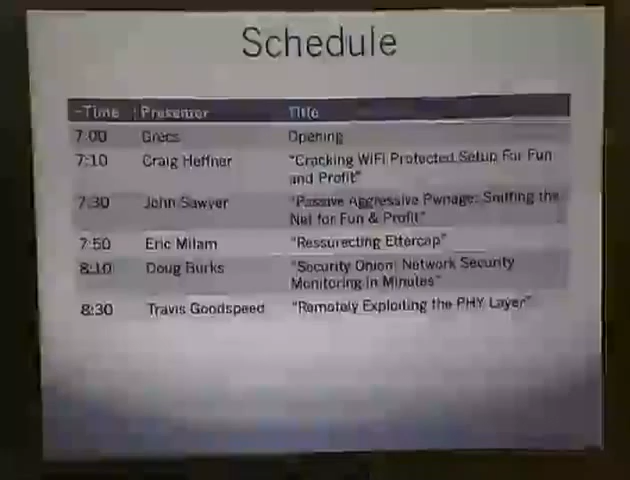 Schedule
~Time Presenter Title
7:00 Grecs Opening
7:10 Craig Heffner "Cracking WiFi Protected Setup For Fun
and Profit"
7:30 John Sawyer "Passive Aggressive Pwnage: Sniffing the
Net for Fun & Profit"
7:50 Eric Milam "Ressurecting Ettercap"
8:10 Doug Burks "Security Onion: Network Security
Monitoring in Minutes"
8:30 Travis Goodspeed "Remotely Exploiting the PHY Layer"